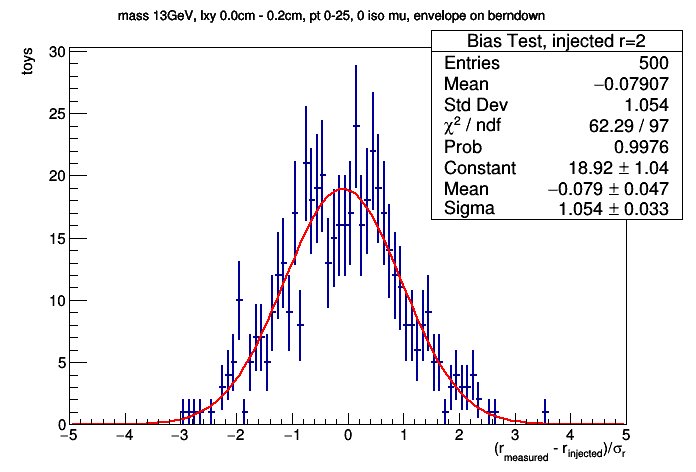 mass 13GeV, lxy 0.0cm - 0.2cm, pt 0-25, 0 iso mu, envelope on berndown
Bias Test, injected r=2
Entries 500
Mean −0.07907
Std Dev 1.054
χ² / ndf 62.29 / 97
Prob 0.9976
Constant 18.92 ± 1.04
Mean −0.079 ± 0.047
Sigma 1.054 ± 0.033
toys
30
25
20
15
10
5
0
−5 −4 −3 −2 −1 0 1 2 3 4 5
(r_measured - r_injected)/σ_r